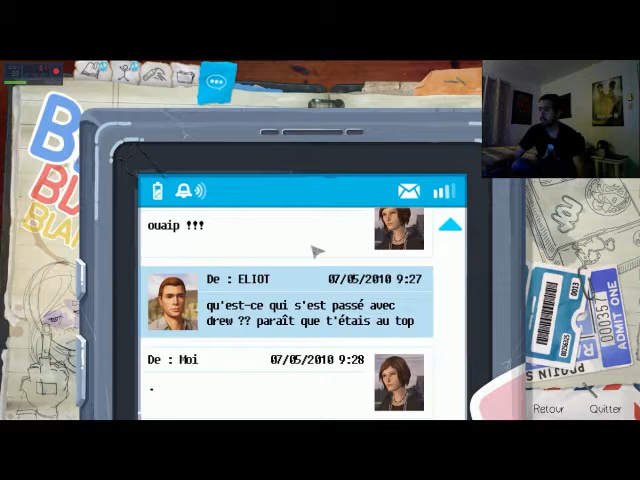 ouaip !!!
De : ELIOT 07/05/2010 9:27
qu'est-ce qui s'est passé avec
drew ?? paraît que t'étais au top
De : Moi 07/05/2010 9:28
.
ADMIT ONE
000357
Retour Quitter